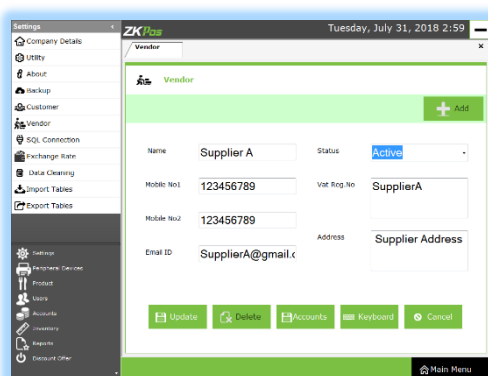 Settings
Company Details
Utility
About
Backup
Customer
Vendor
SQL Connection
Exchange Rate
Data Cleaning
Import Tables
Export Tables
Settings
Peripheral Devices
Product
Users
Accounts
Inventory
Reports
Discount Offer
ZKPos
Tuesday, July 31, 2018 2:59
Vendor
x
Vendor
Add
Name Supplier A Status Active
Mobile No1 123456789 Vat Reg.No SupplierA
Mobile No2 123456789
Address Supplier Address
Email ID SupplierA@gmail.c
Update Delete Accounts Keyboard Cancel
Main Menu